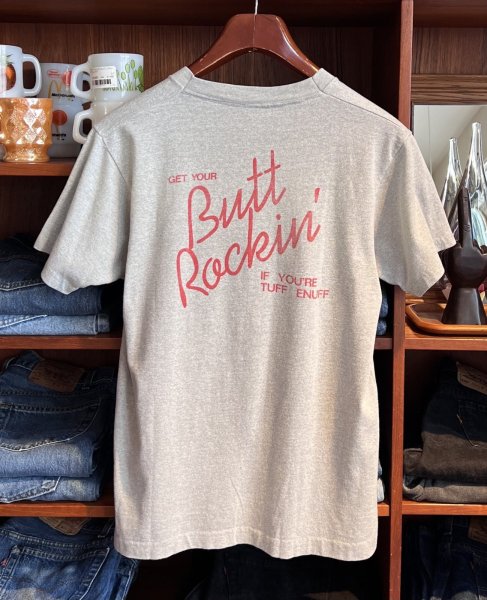 GET YOUR
Butt
Rockin'
IF YOU'RE
TUFF ENUFF